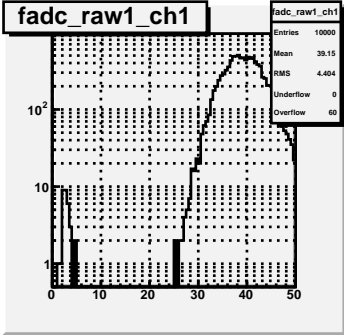 fadc_raw1_ch1
fadc_raw1_ch1
Entries 10000
Mean 39.15
RMS 4.404
Underflow 0
Overflow 60
10²
10
1
0 10 20 30 40 50